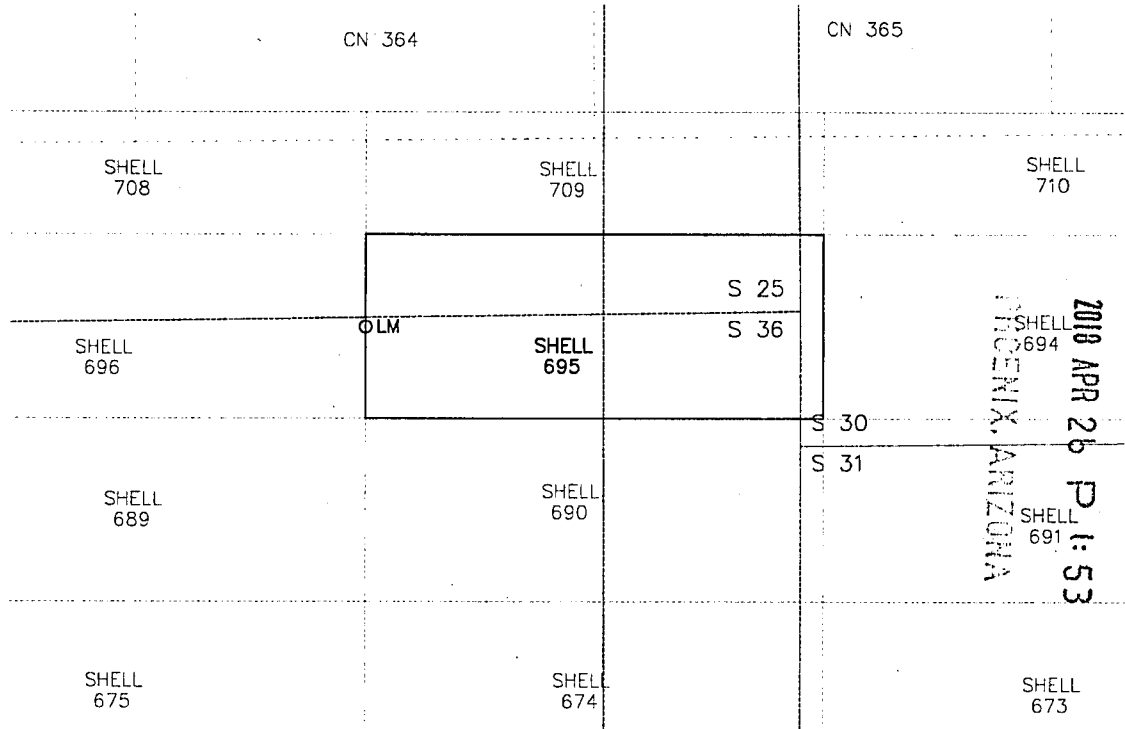 CN 364
CN 365
SHELL
708
SHELL
709
SHELL
710
S 25
S 36
LM
SHELL
696
SHELL
695
SHELL
694
S 30
S 31
SHELL
689
SHELL
690
SHELL
691
SHELL
675
SHELL
674
SHELL
673
2018 APR 26 P 1:53
PHOENIX, ARIZONA